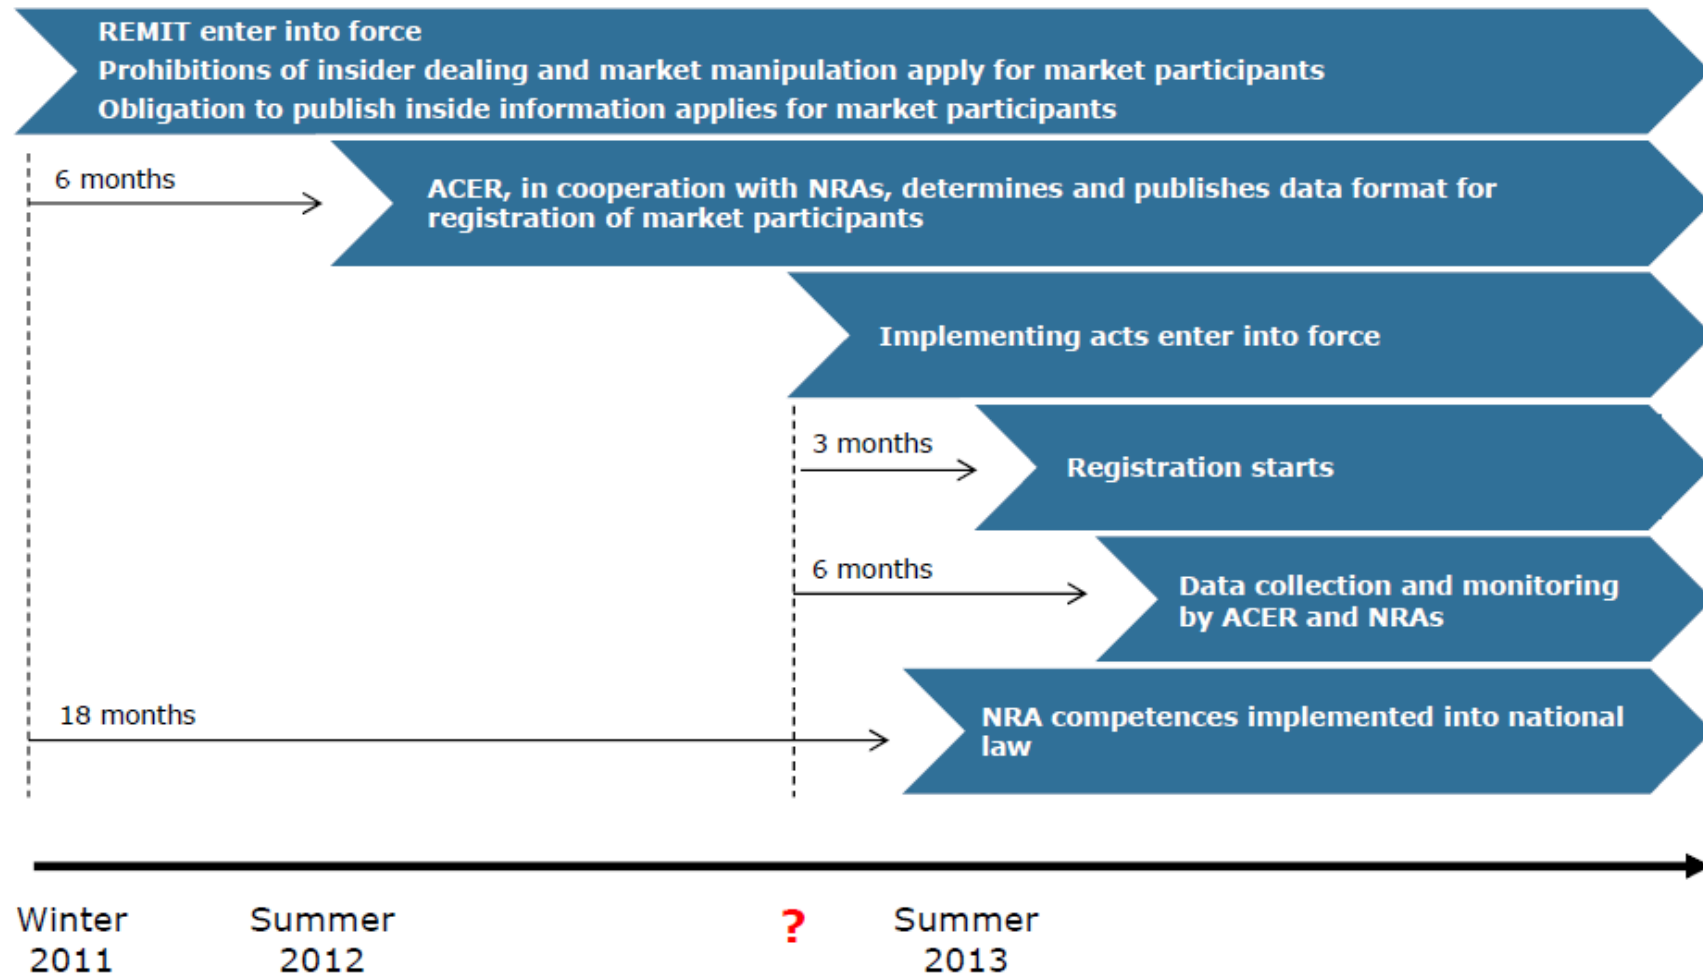 REMIT enter into force
Prohibitions of insider dealing and market manipulation apply for market participants
Obligation to publish inside information applies for market participants
6 months
ACER, in cooperation with NRAs, determines and publishes data format for
registration of market participants
Implementing acts enter into force
3 months
Registration starts
6 months
Data collection and monitoring
by ACER and NRAs
18 months
NRA competences implemented into national
law
Winter
2011
Summer
2012
?
Summer
2013